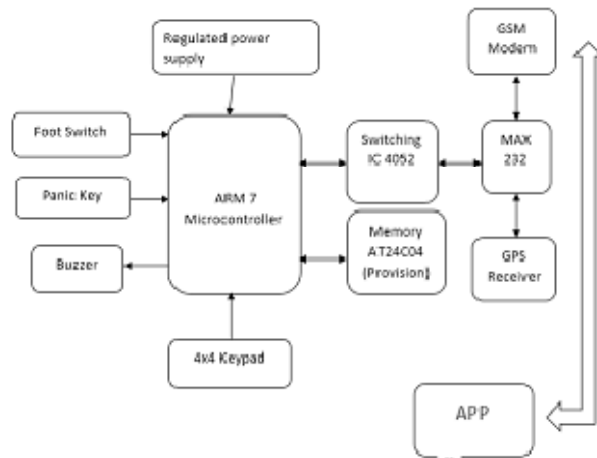 Regulated power
supply
GSM
Modem
Foot Switch
Switching
IC 4052
MAX
232
Panic Key
ARM 7
Microcontroller
Memory
AT24C04
(Provision)
Buzzer
GPS
Receiver
4x4 Keypad
APP